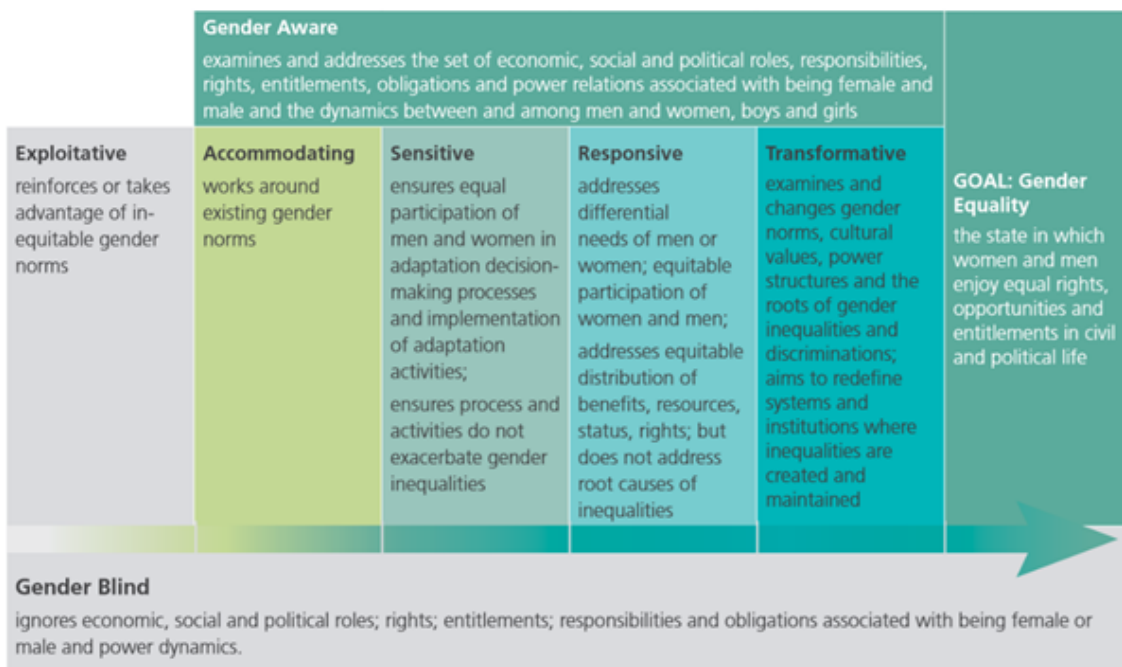 Gender Aware
examines and addresses the set of economic, social and political roles, responsibilities,
rights, entitlements, obligations and power relations associated with being female and
male and the dynamics between and among men and women, boys and girls
Exploitative
reinforces or takes
advantage of in-
equitable gender
norms
Accommodating
works around
existing gender
norms
Sensitive
ensures equal
participation of
men and women in
adaptation decision-
making processes
and implementation
of adaptation
activities;
ensures process and
activities do not
exacerbate gender
inequalities
Responsive
addresses
differential
needs of men or
women; equitable
participation of
women and men;
addresses equitable
distribution of
benefits, resources,
status, rights; but
does not address
root causes of
inequalities
Transformative
examines and
changes gender
norms, cultural
values, power
structures and the
roots of gender
inequalities and
discriminations;
aims to redefine
systems and
institutions where
inequalities are
created and
maintained
GOAL: Gender
Equality
the state in which
women and men
enjoy equal rights,
opportunities and
entitlements in civil
and political life
Gender Blind
ignores economic, social and political roles; rights; entitlements; responsibilities and obligations associated with being female or
male and power dynamics.